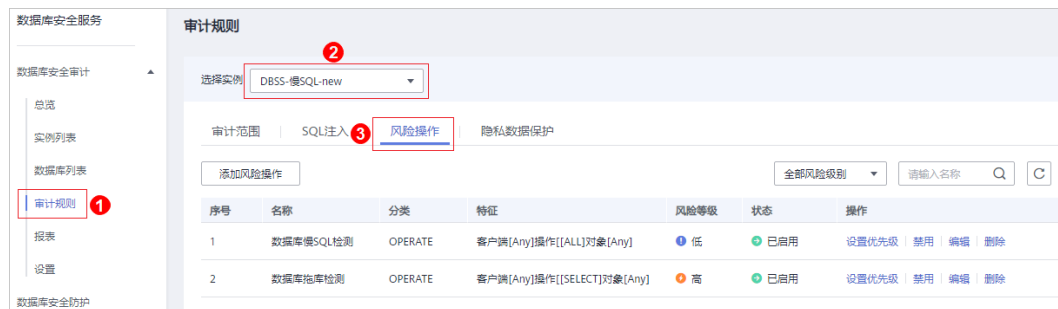 数据库安全服务
审计规则
2
数据库安全审计
选择实例 DBSS-慢SQL-new
总览
审计范围 SQL注入 3 风险操作 隐私数据保护
实例列表
数据库列表
添加风险操作 全部风险级别 请输入名称
审计规则 1
序号 名称 分类 特征 风险等级 状态 操作
报表
1 数据库慢SQL检测 OPERATE 客户端[Any]操作[[ALL]对象[Any] 低 已启用 设置优先级 禁用 编辑 删除
设置
2 数据库拖库检测 OPERATE 客户端[Any]操作[[SELECT]对象[Any] 高 已启用 设置优先级 禁用 编辑 删除
数据库安全防护